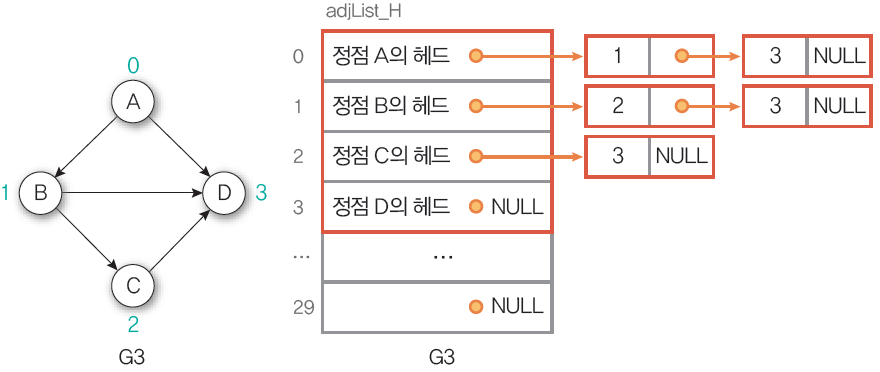 adjList_H
0
A
1
B
D
3
C
2
G3
0 정점 A의 헤드 1 3 NULL
1 정점 B의 헤드 2 3 NULL
2 정점 C의 헤드 3 NULL
3 정점 D의 헤드 NULL
... ...
29 NULL
G3